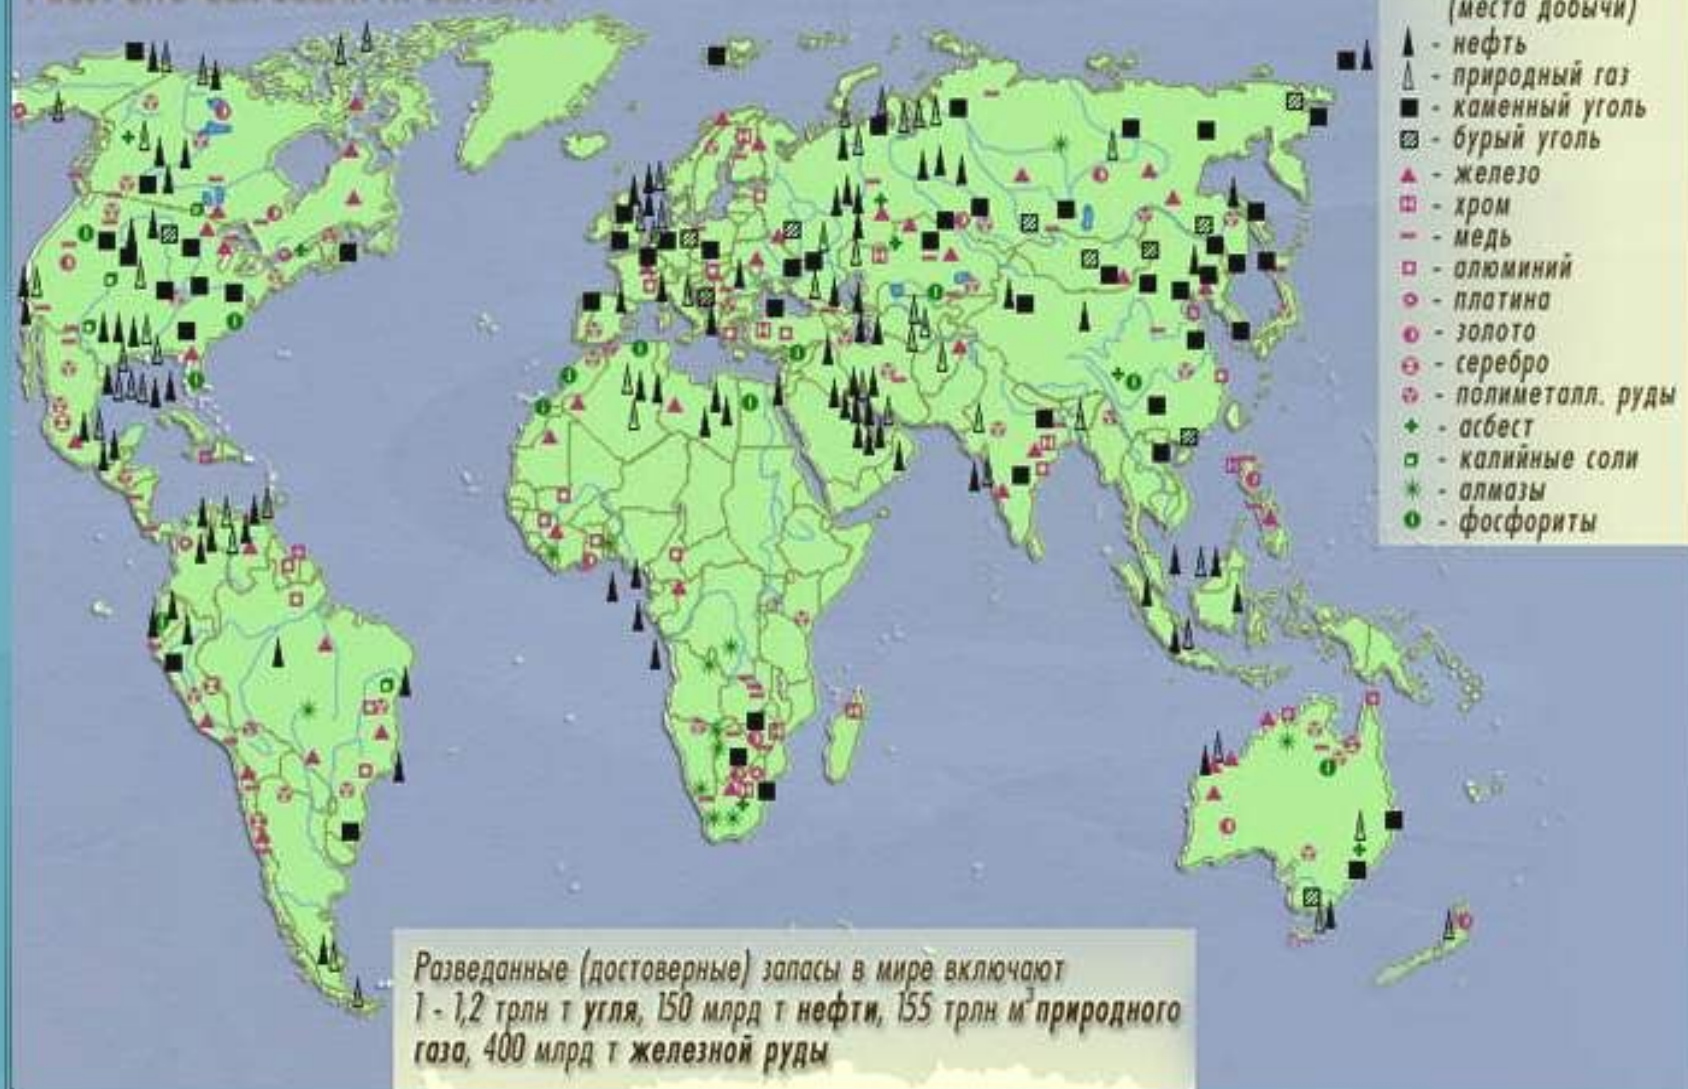 (места добычи)
- нефть
- природный газ
- каменный уголь
- бурый уголь
- железо
- хром
- медь
- алюминий
- платина
- золото
- серебро
- полиметалл. руды
- асбест
- калийные соли
- алмазы
- фосфориты
Разведанные (достоверные) запасы в мире включают
1 - 1,2 трлн т угля, 150 млрд т нефти, 155 трлн м³ природного
газа, 400 млрд т железной руды